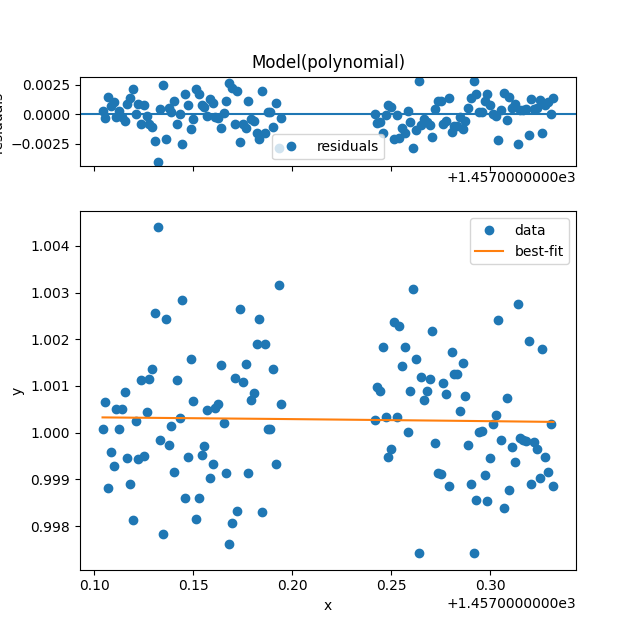 Model(polynomial)
0.0025
0.0000
−0.0025
residuals
+1.4570000000e3
1.004
1.003
1.002
1.001
1.000
0.999
0.998
y
data
best-fit
0.10
0.15
0.20
0.25
0.30
x
+1.4570000000e3